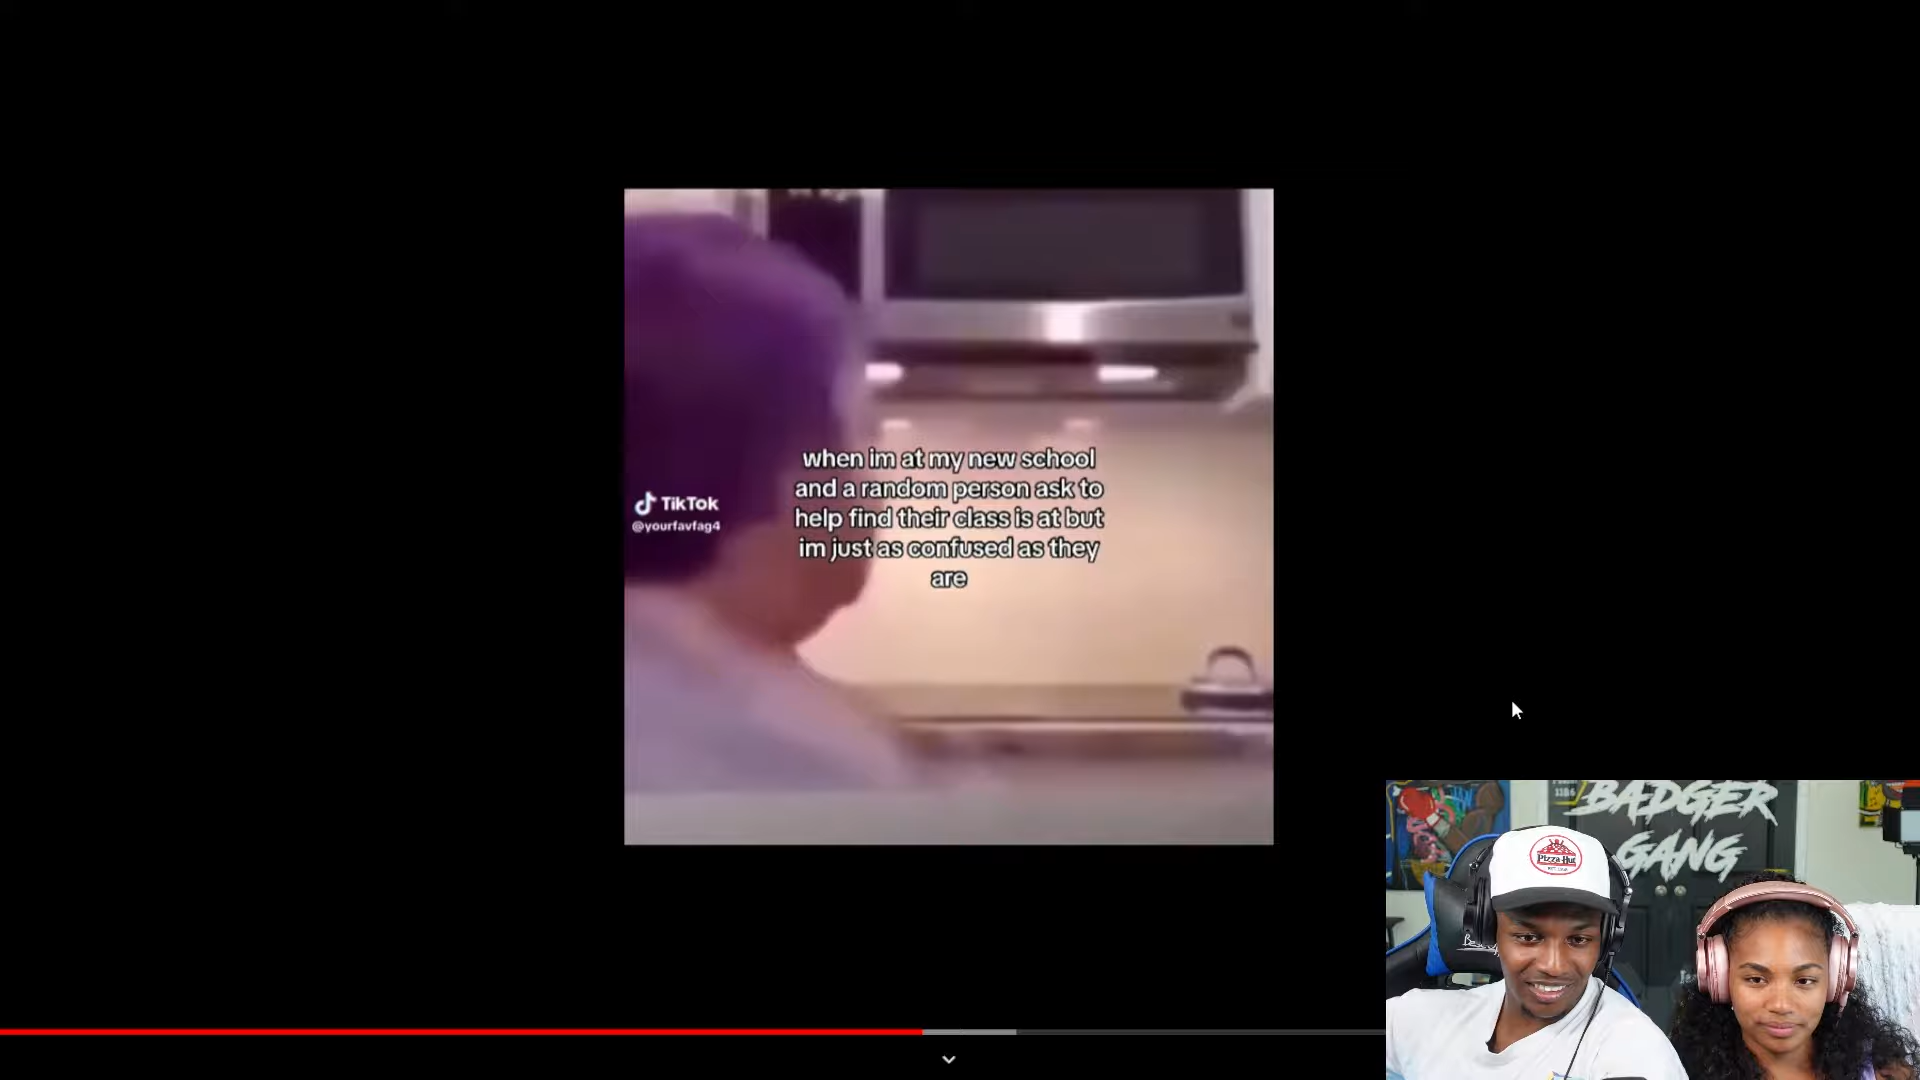 when im at my new school
and a random person ask to
help find their class is at but
im just as confused as they
are
TikTok
@yourfavfag4
BADGER
GANG
Pizza Hut